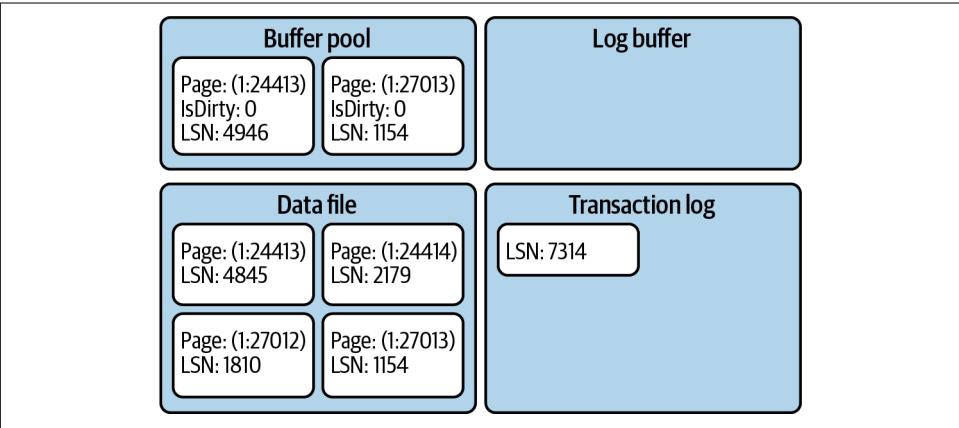 Buffer pool
Page: (1:24413)
IsDirty: 0
LSN: 4946
Page: (1:27013)
IsDirty: 0
LSN: 1154
Log buffer
Data file
Page: (1:24413)
LSN: 4845
Page: (1:24414)
LSN: 2179
Page: (1:27012)
LSN: 1810
Page: (1:27013)
LSN: 1154
Transaction log
LSN: 7314